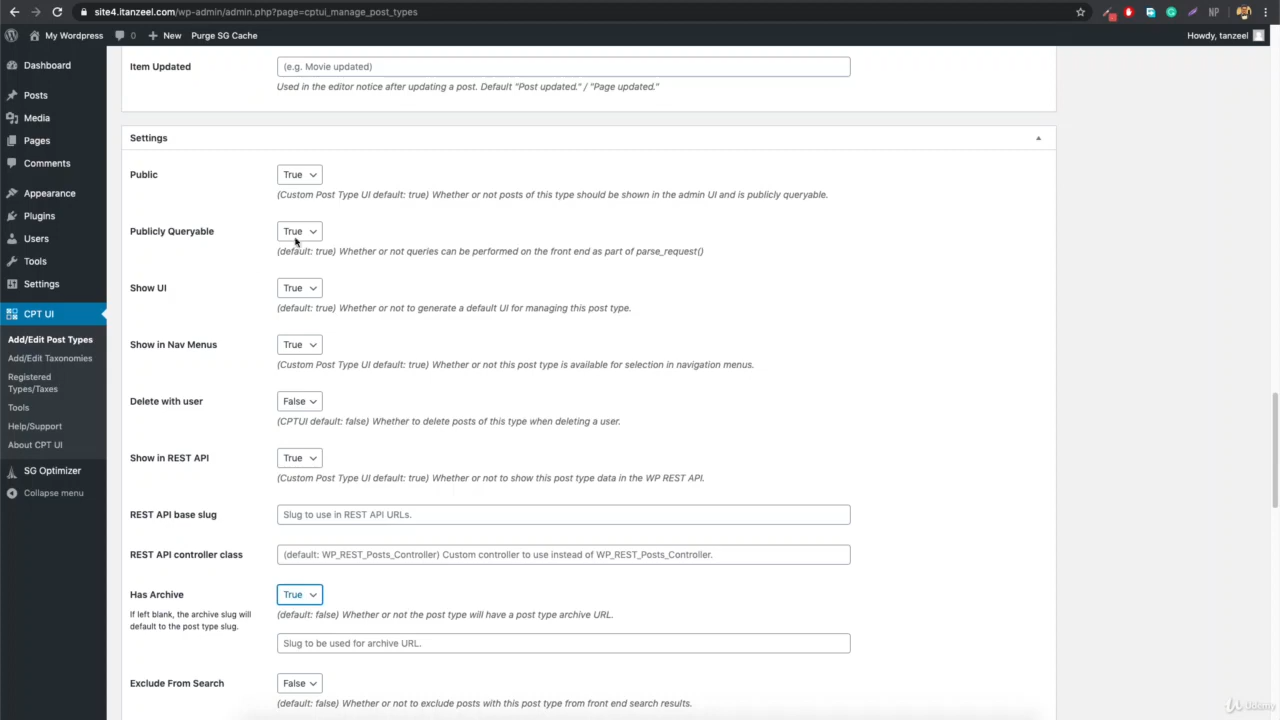 site4.itanzeel.com/wp-admin/admin.php?page=cptui_manage_post_types
NP
My Wordpress
0
New
Purge SG Cache
Howdy, tanzeel
Dashboard
Posts
Media
Pages
Comments
Appearance
Plugins
Users
Tools
Settings
CPT UI
Add/Edit Post Types
Add/Edit Taxonomies
Registered
Types/Taxes
Tools
Help/Support
About CPT UI
SG Optimizer
Collapse menu
Item Updated
(e.g. Movie updated)
Used in the editor notice after updating a post. Default "Post updated." / "Page updated."
Settings
Public
True
(Custom Post Type UI default: true) Whether or not posts of this type should be shown in the admin UI and is publicly queryable.
Publicly Queryable
True
(default: true) Whether or not queries can be performed on the front end as part of parse_request()
Show UI
True
(default: true) Whether or not to generate a default UI for managing this post type.
Show in Nav Menus
True
(Custom Post Type UI default: true) Whether or not this post type is available for selection in navigation menus.
Delete with user
False
(CPTUI default: false) Whether to delete posts of this type when deleting a user.
Show in REST API
True
(Custom Post Type UI default: true) Whether or not to show this post type data in the WP REST API.
REST API base slug
Slug to use in REST API URLs.
REST API controller class
(default: WP_REST_Posts_Controller) Custom controller to use instead of WP_REST_Posts_Controller.
Has Archive
If left blank, the archive slug will
default to the post type slug.
True
(default: false) Whether or not the post type will have a post type archive URL.
Slug to be used for archive URL.
Exclude From Search
False
(default: false) Whether or not to exclude posts with this post type from front end search results.
Udemy